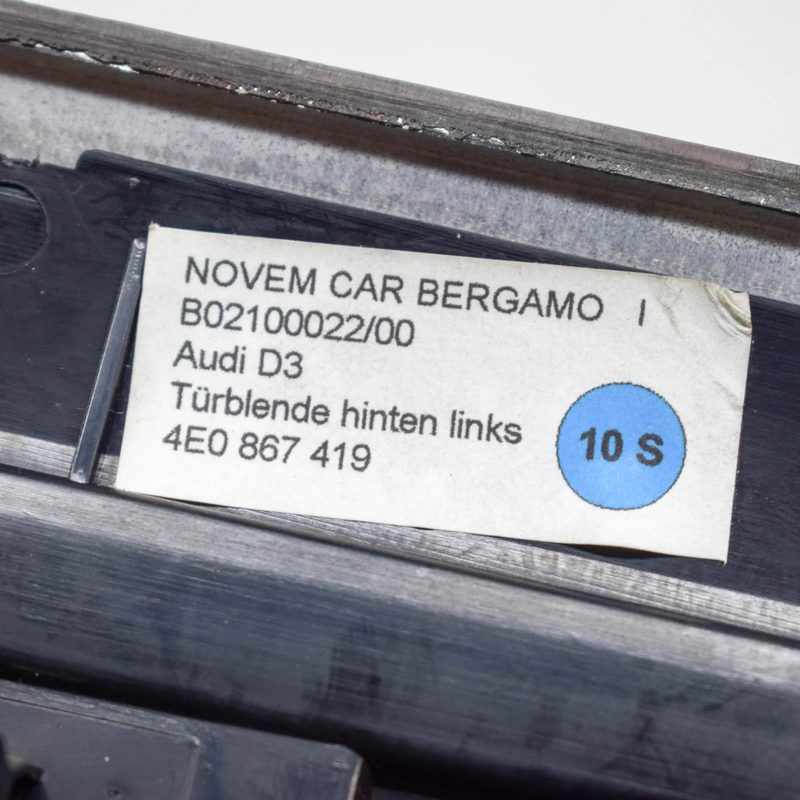 NOVEM CAR BERGAMO I
B02100022/00
Audi D3
Türblende hinten links
4E0 867 419
10 S